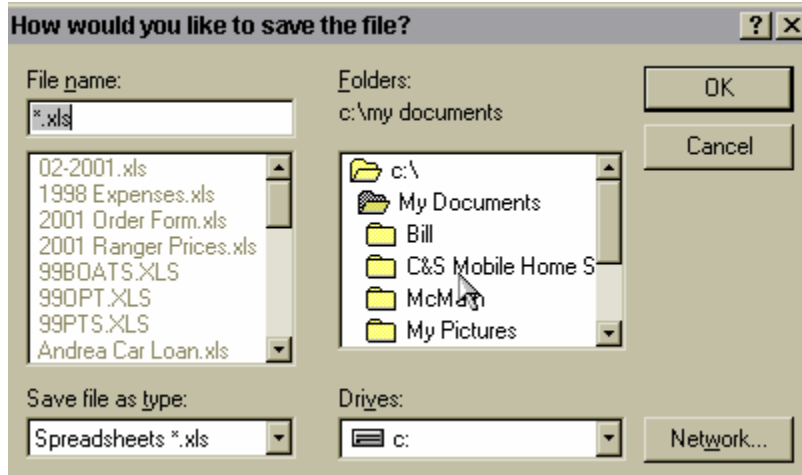 How would you like to save the file?
File name:
*.xls
02-2001.xls
1998 Expenses.xls
2001 Order Form.xls
2001 Ranger Prices.xls
99BOATS.XLS
99OPT.XLS
99PTS.XLS
Andrea Car Loan.xls
Save file as type:
Spreadsheets *.xls
Folders:
c:\my documents
c:\
My Documents
Bill
C&S Mobile Home S
My Pictures
Drives:
c:
OK
Cancel
Network...